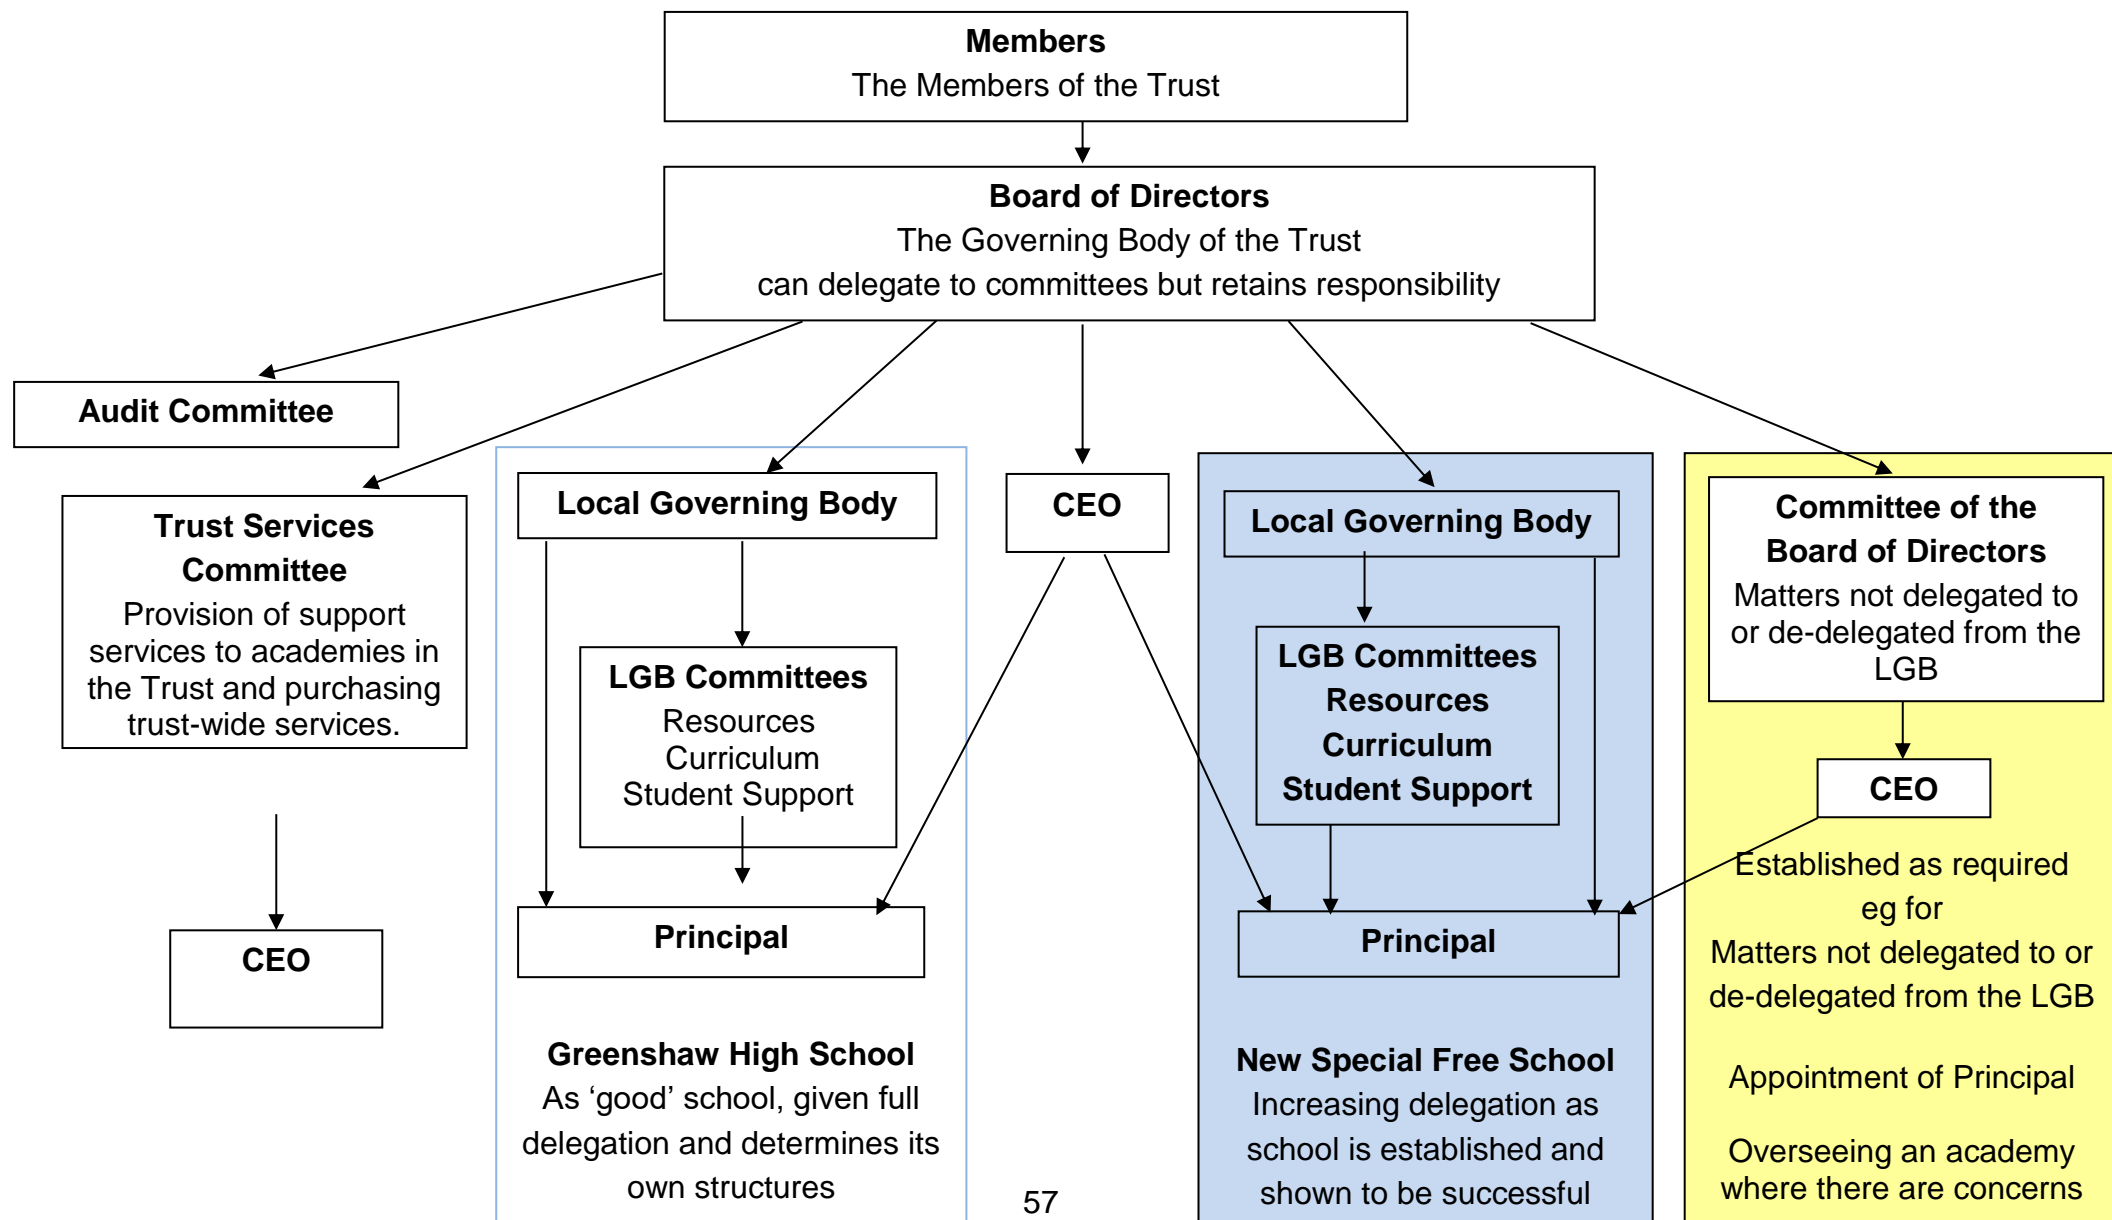 Members
The Members of the Trust
Board of Directors
The Governing Body of the Trust
can delegate to committees but retains responsibility
Audit Committee
Trust Services
Committee
Provision of support
services to academies in
the Trust and purchasing
trust-wide services.
CEO
Local Governing Body
LGB Committees
Resources
Curriculum
Student Support
Principal
Greenshaw High School
As ‘good’ school, given full
delegation and determines its
own structures
CEO
Local Governing Body
LGB Committees
Resources
Curriculum
Student Support
Principal
New Special Free School
Increasing delegation as
school is established and
shown to be successful
Committee of the
Board of Directors
Matters not delegated to
or de-delegated from the
LGB
CEO
Established as required
eg for
Matters not delegated to or
de-delegated from the LGB
Appointment of Principal
Overseeing an academy
where there are concerns
57